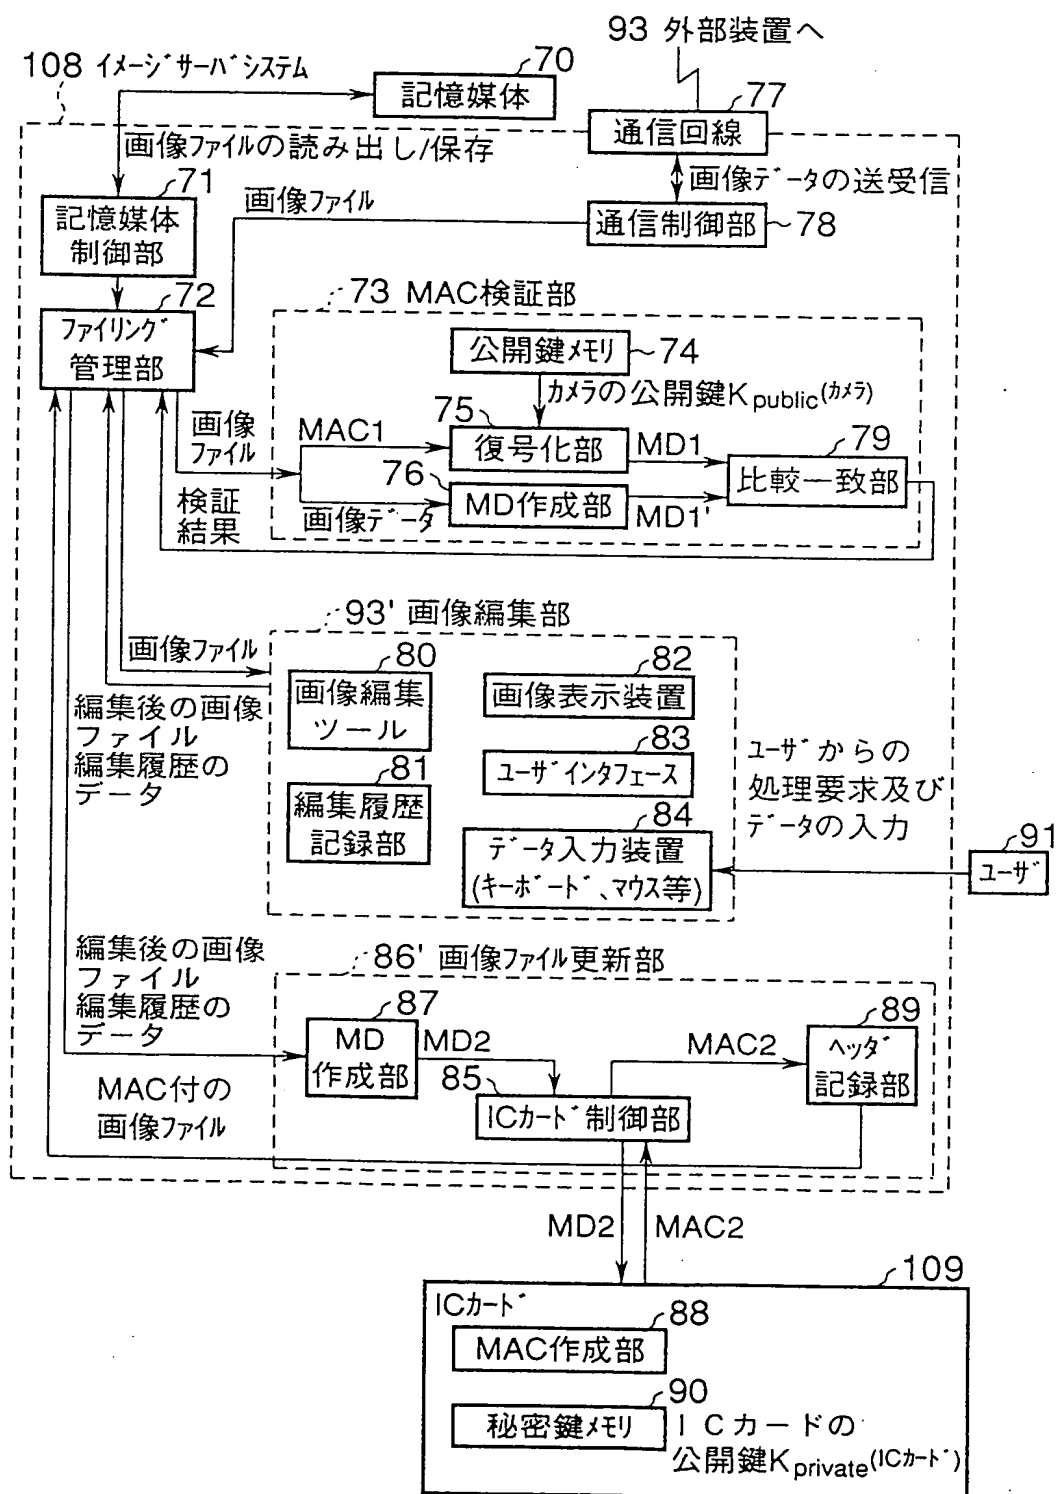 93 外部装置へ
108 イメージサーバシステム
70
記憶媒体
77
通信回線
画像ファイルの読み出し/保存
画像データの送受信
71
記憶媒体
制御部
画像ファイル
通信制御部
78
72
ファイリング
管理部
73 MAC検証部
公開鍵メモリ
74
カメラの公開鍵Kpublic(カメラ)
画像
ファイル
MAC1
75
復号化部
MD1
79
比較一致部
76
MD作成部
MD1'
画像データ
検証
結果
93' 画像編集部
画像ファイル
80
画像編集
ツール
82
画像表示装置
編集後の画像
ファイル
編集履歴の
データ
83
ユーザインタフェース
81
編集履歴
記録部
84
データ入力装置
(キーボード、マウス等)
ユーザからの
処理要求及び
データの入力
91
ユーザ
編集後の画像
ファイル
編集履歴の
データ
86' 画像ファイル更新部
87
MD
作成部
MD2
85
ICカード制御部
MAC2
89
ヘッダ
記録部
MAC付の
画像ファイル
MD2
MAC2
109
ICカード
88
MAC作成部
90
秘密鍵メモリ
ICカードの
公開鍵Kprivate(ICカード)